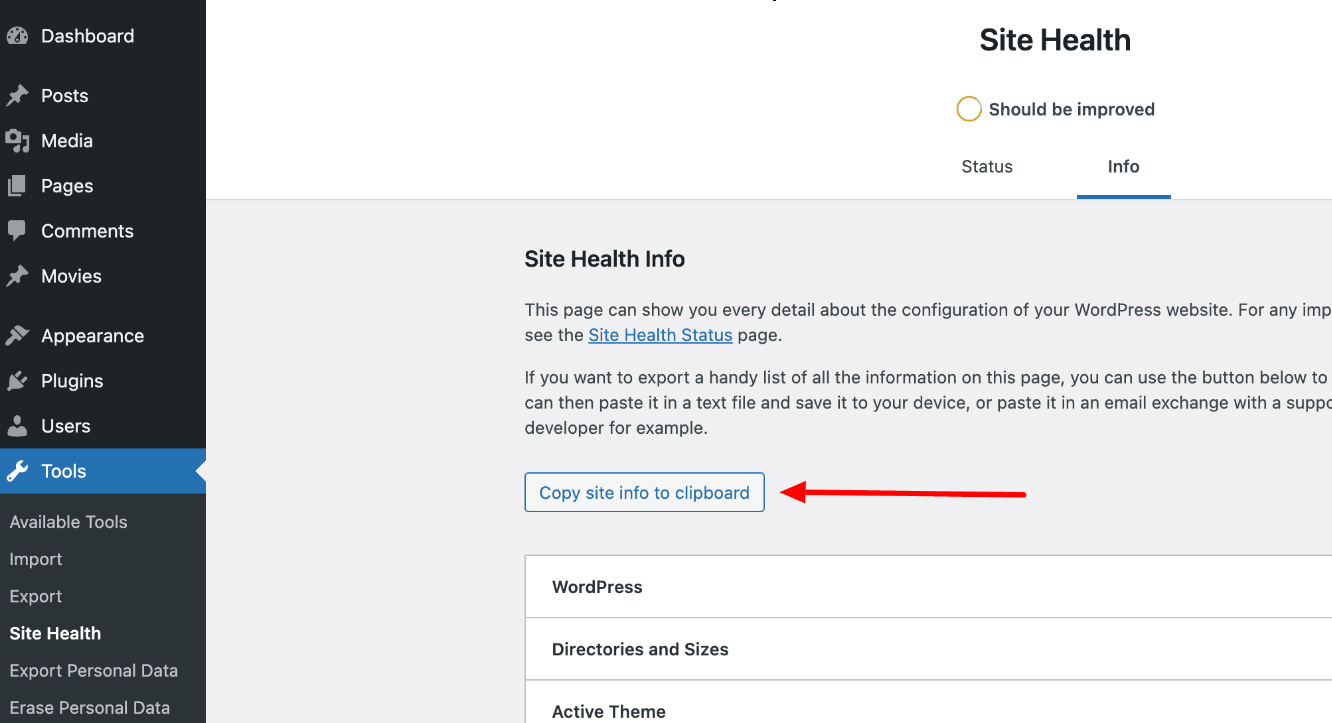 Dashboard
Posts
Media
Pages
Comments
Movies
Appearance
Plugins
Users
Tools
Available Tools
Import
Export
Site Health
Export Personal Data
Erase Personal Data
Site Health
Should be improved
Status
Info
Site Health Info
This page can show you every detail about the configuration of your WordPress website. For any imp
see the Site Health Status page.
If you want to export a handy list of all the information on this page, you can use the button below to
can then paste it in a text file and save it to your device, or paste it in an email exchange with a suppo
developer for example.
Copy site info to clipboard
WordPress
Directories and Sizes
Active Theme